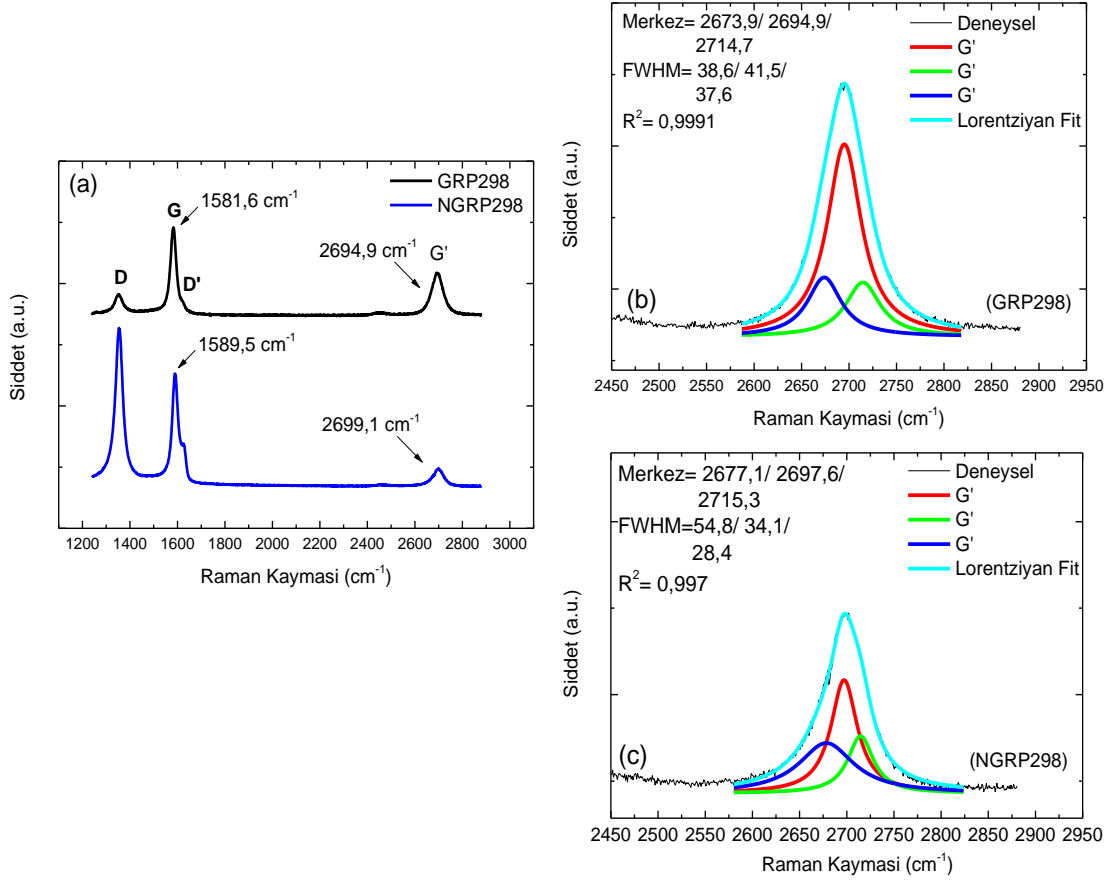 (a)
GRP298
NGRP298
G
1581,6 cm⁻¹
D
D'
2694,9 cm⁻¹
G'
1589,5 cm⁻¹
2699,1 cm⁻¹
Siddet (a.u.)
1200 1400 1600 1800 2000 2200 2400 2600 2800 3000
Raman Kaymasi (cm⁻¹)
Merkez= 2673,9/ 2694,9/
2714,7
FWHM= 38,6/ 41,5/
37,6
R²= 0,9991
Deneysel
G'
G'
G'
Lorentziyan Fit
Siddet (a.u.)
(b)
(GRP298)
2450 2500 2550 2600 2650 2700 2750 2800 2850 2900 2950
Raman Kaymasi (cm⁻¹)
Merkez= 2677,1/ 2697,6/
2715,3
FWHM=54,8/ 34,1/
28,4
R²= 0,997
Deneysel
G'
G'
G'
Lorentziyan Fit
Siddet (a.u.)
(c)
(NGRP298)
2450 2500 2550 2600 2650 2700 2750 2800 2850 2900 2950
Raman Kaymasi (cm⁻¹)